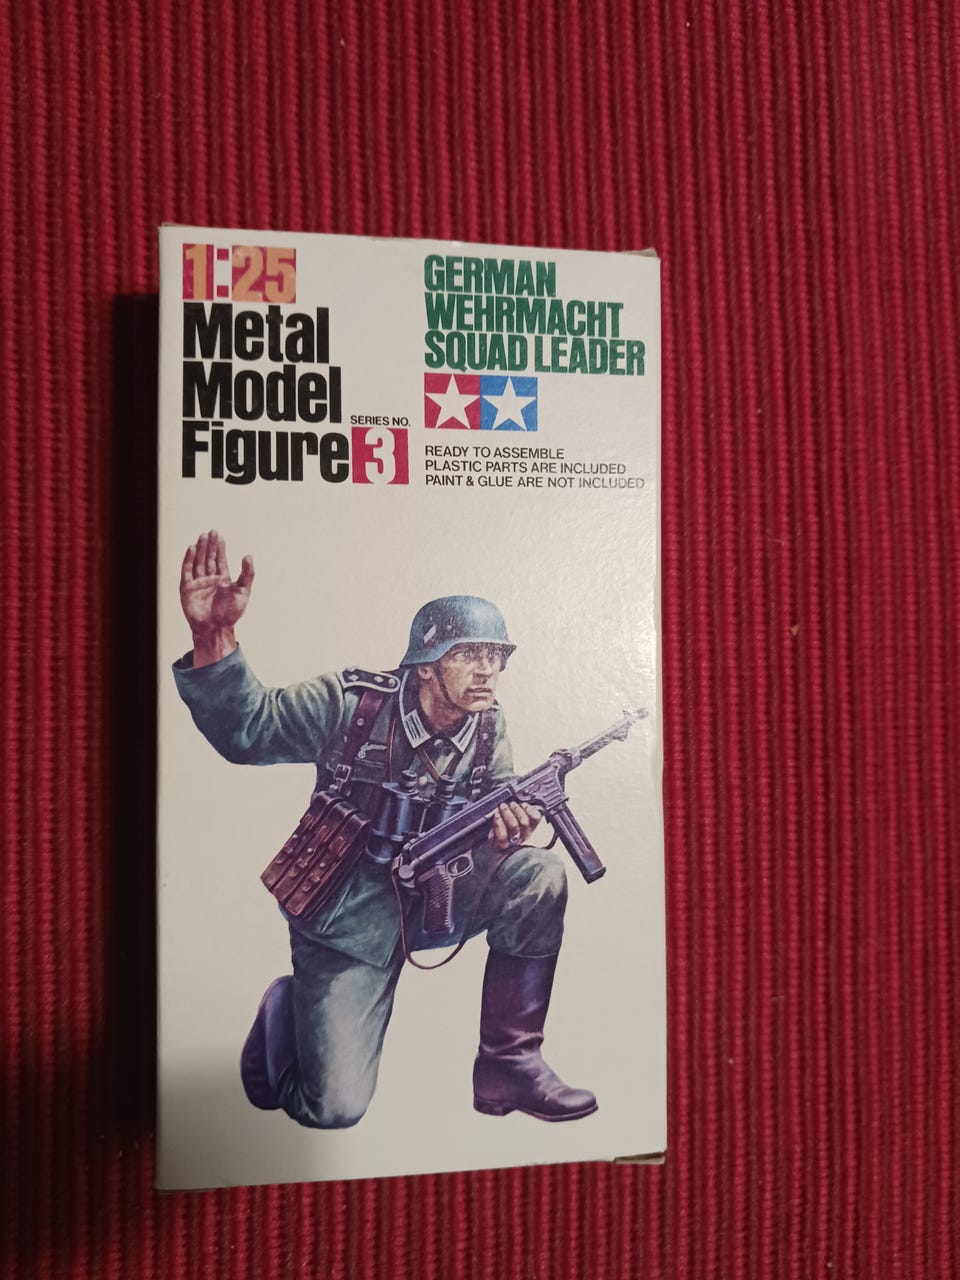 1:25
Metal
Model
Figure
SERIES NO.
3
GERMAN
WEHRMACHT
SQUAD LEADER
READY TO ASSEMBLE
PLASTIC PARTS ARE INCLUDED
PAINT & GLUE ARE NOT INCLUDED